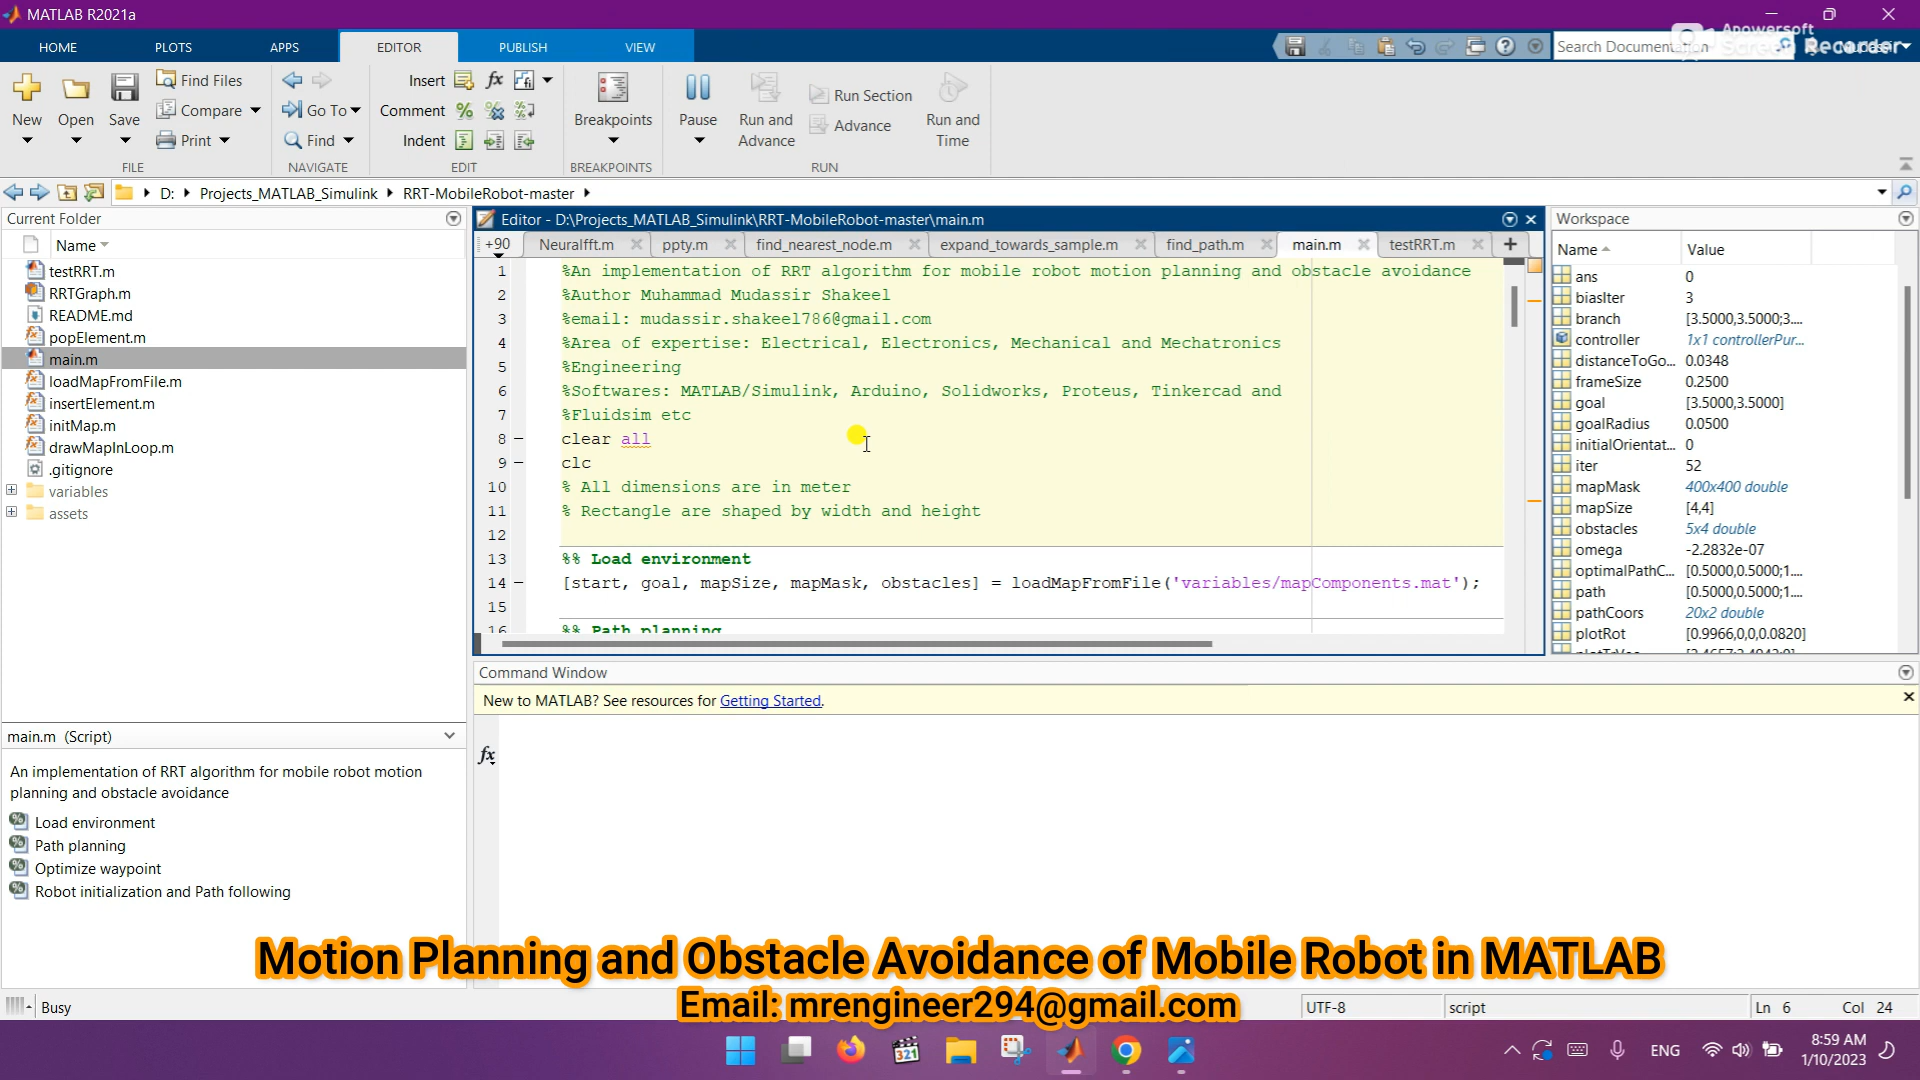 MATLAB R2021a
Apowersoft
Screen Recorder
HOME PLOTS APPS EDITOR PUBLISH VIEW
Search Documentation
New Open Save
Find Files
Compare
Print
FILE
Go To
Find
NAVIGATE
Insert
Comment
Indent
EDIT
Breakpoints
BREAKPOINTS
Pause
Run and Advance
Run Section
Advance
Run and Time
RUN
D: Projects_MATLAB_Simulink RRT-MobileRobot-master
Current Folder
Name
testRRT.m
RRTGraph.m
README.md
popElement.m
main.m
loadMapFromFile.m
insertElement.m
initMap.m
drawMapInLoop.m
.gitignore
variables
assets
main.m (Script)
An implementation of RRT algorithm for mobile robot motion
planning and obstacle avoidance
Load environment
Path planning
Optimize waypoint
Robot initialization and Path following
Editor - D:\Projects_MATLAB_Simulink\RRT-MobileRobot-master\main.m
+90 Neuralfft.m ppty.m find_nearest_node.m expand_towards_sample.m find_path.m main.m testRRT.m
1 %An implementation of RRT algorithm for mobile robot motion planning and obstacle avoidance
2 %Author Muhammad Mudassir Shakeel
3 %email: mudassir.shakeel786@gmail.com
4 %Area of expertise: Electrical, Electronics, Mechanical and Mechatronics
5 %Engineering
6 %Softwares: MATLAB/Simulink, Arduino, Solidworks, Proteus, Tinkercad and
7 %Fluidsim etc
8 – clear all
9 – clc
10 % All dimensions are in meter
11 % Rectangle are shaped by width and height
12
13 %% Load environment
14 – [start, goal, mapSize, mapMask, obstacles] = loadMapFromFile('variables/mapComponents.mat');
15
16 %% Path planning
Workspace
Name Value
ans 0
biasIter 3
branch [3.5000,3.5000;3....
controller 1x1 controllerPur...
distanceToGo... 0.0348
frameSize 0.2500
goal [3.5000,3.5000]
goalRadius 0.0500
initialOrientat... 0
iter 52
mapMask 400x400 double
mapSize [4,4]
obstacles 5x4 double
omega -2.2832e-07
optimalPathC... [0.5000,0.5000;1....
path [0.5000,0.5000;1....
pathCoors 20x2 double
plotRot [0.9966,0,0,0.0820]
Command Window
New to MATLAB? See resources for Getting Started.
fx
Motion Planning and Obstacle Avoidance of Mobile Robot in MATLAB
Email: mrengineer294@gmail.com
Busy
UTF-8 script Ln 6 Col 24
321
ENG
8:59 AM
1/10/2023